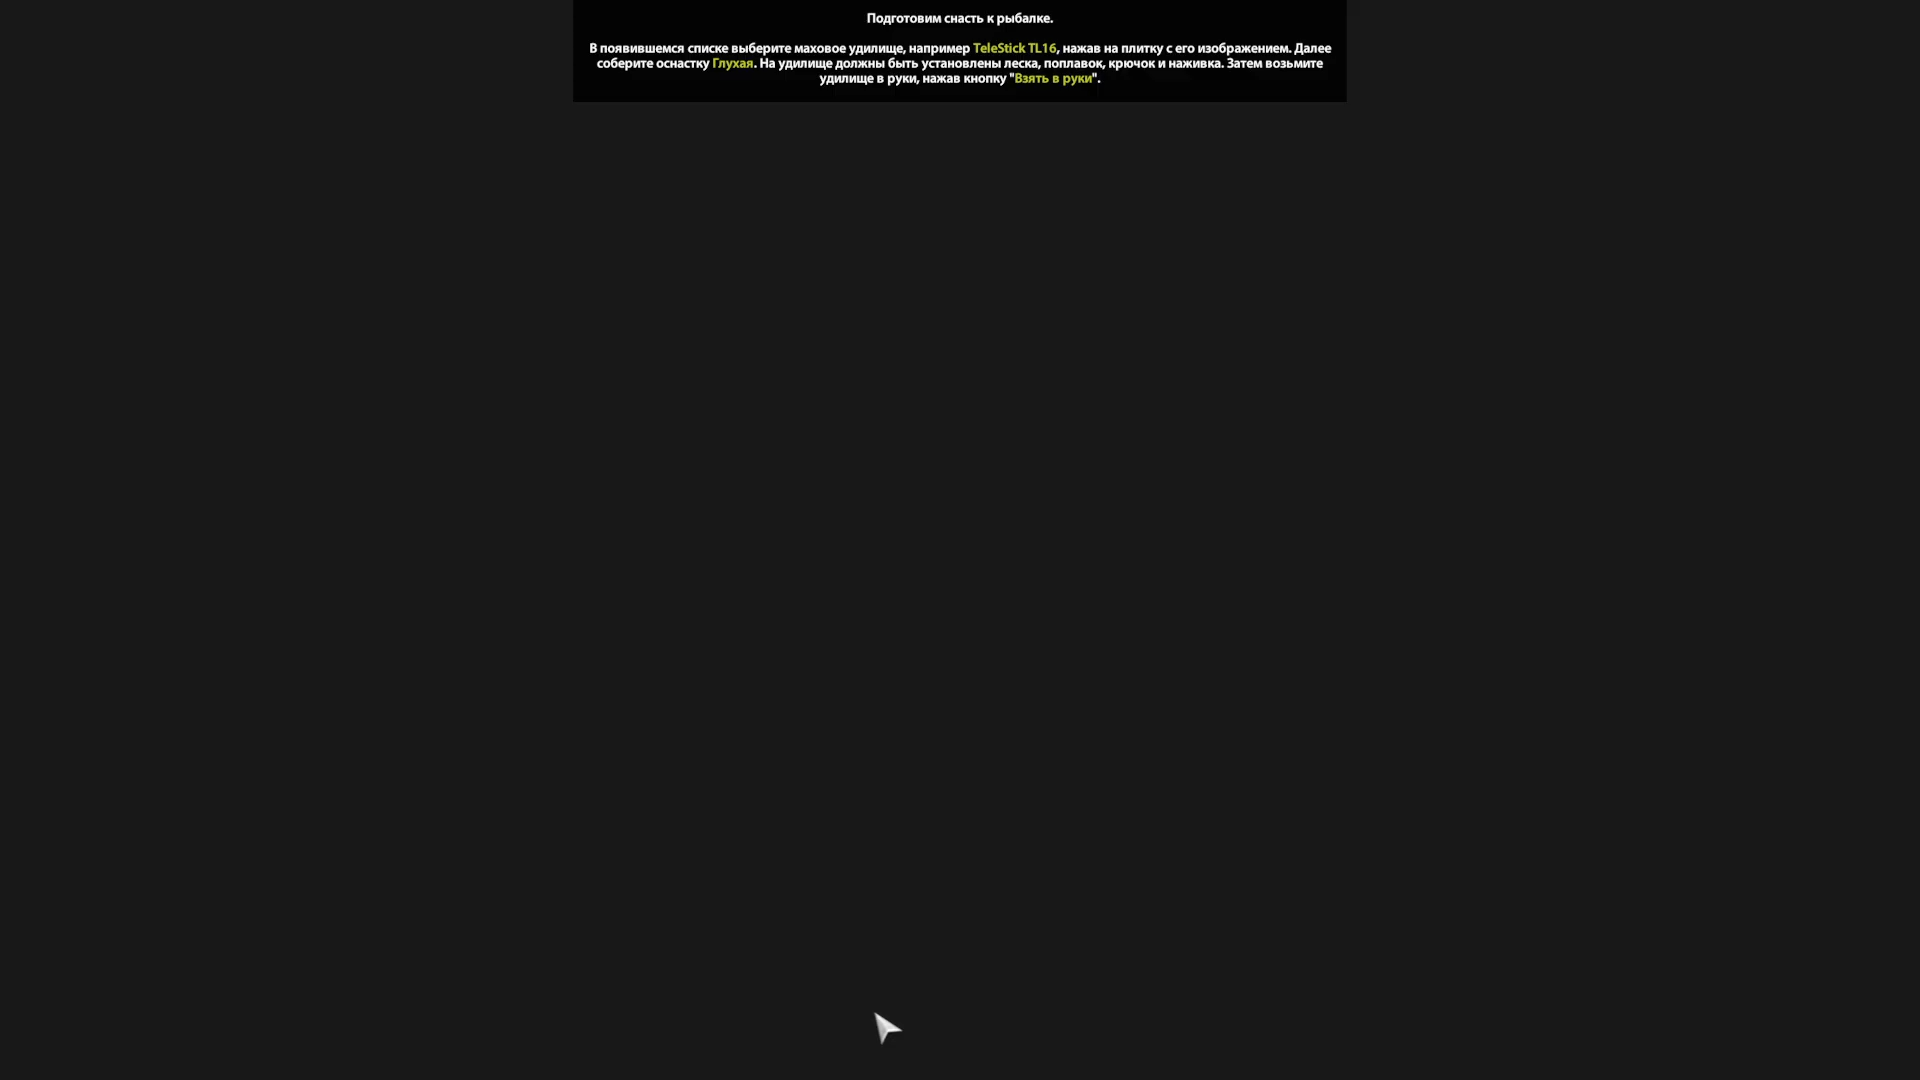 Подготовим снасть к рыбалке.
В появившемся списке выберите маховое удилище, например TeleStick TL16, нажав на плитку с его изображением. Далее
соберите оснастку Глухая. На удилище должны быть установлены леска, поплавок, крючок и наживка. Затем возьмите
удилище в руки, нажав кнопку "Взять в руки".